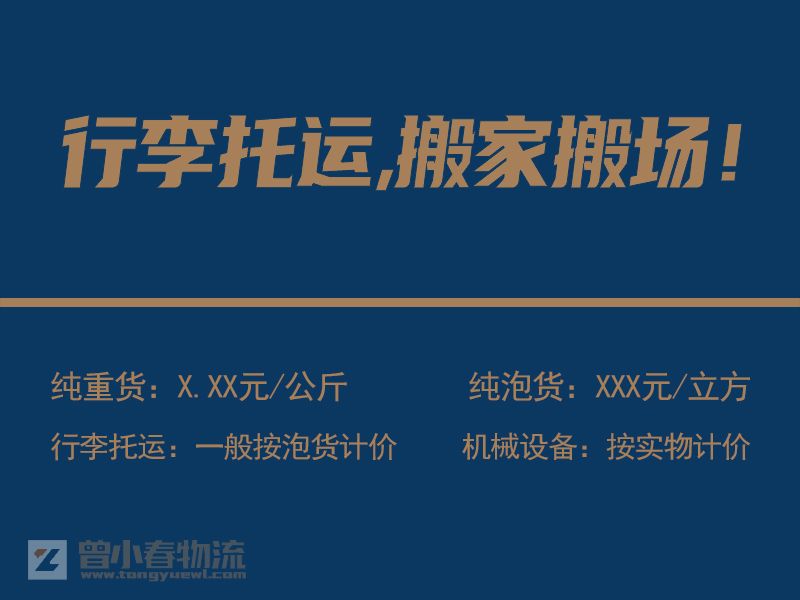 行李托运,搬家搬场!
纯重货: X.XX元/公斤
纯泡货: XXX元/立方
行李托运: 一般按泡货计价
机械设备: 按实物计价
曾小春物流
www.tongyuewl.com